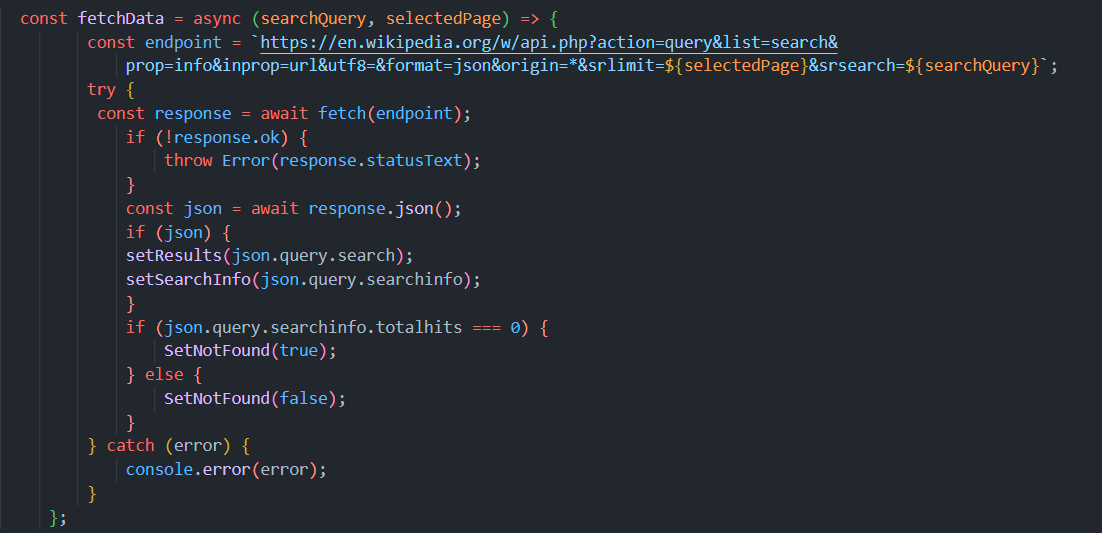 const fetchData = async (searchQuery, selectedPage) => {
const endpoint = `https://en.wikipedia.org/w/api.php?action=query&list=search&
prop=info&inprop=url&utf8=&format=json&origin=*&srlimit=${selectedPage}&srsearch=${searchQuery}`;
try {
const response = await fetch(endpoint);
if (!response.ok) {
throw Error(response.statusText);
}
const json = await response.json();
if (json) {
setResults(json.query.search);
setSearchInfo(json.query.searchinfo);
}
if (json.query.searchinfo.totalhits === 0) {
SetNotFound(true);
} else {
SetNotFound(false);
}
} catch (error) {
console.error(error);
}
};